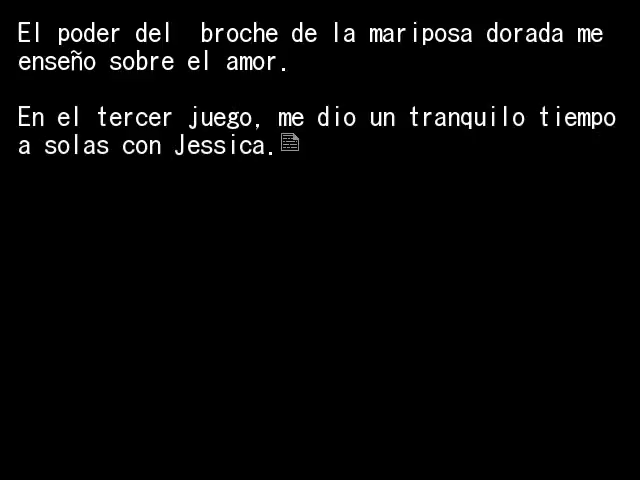 El poder del  broche de la mariposa dorada me
enseño sobre el amor.
En el tercer juego, me dio un tranquilo tiempo
a solas con Jessica.